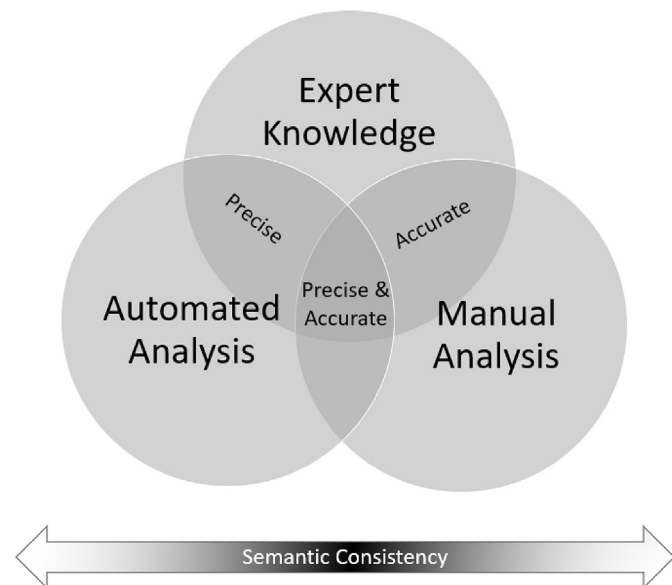 Expert
Knowledge
Precise
Accurate
Precise &
Accurate
Automated
Analysis
Manual
Analysis
Semantic Consistency